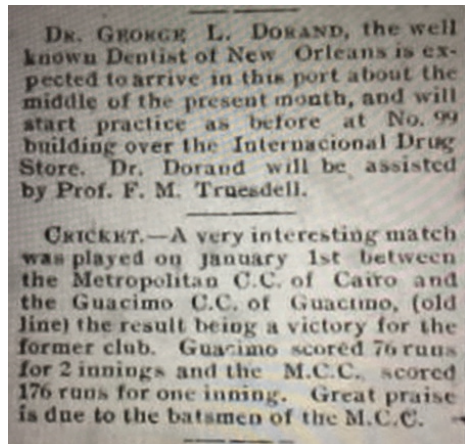 DR. GEORGE L. DORAND, the well
known Dentist of New Orleans is ex-
pected to arrive in this port about the
middle of the present month, and will
start practice as before at No. 99
building over the Internacional Drug
Store. Dr. Dorand will be assisted
by Prof. F. M. Truesdell.
CRICKET.—A very interesting match
was played on January 1st between
the Metropolitan C.C. of Cairo and
the Guacimo C.C. of Guacimo, (old
line) the result being a victory for the
former club. Guacimo scored 76 runs
for 2 innings and the M.C.C. scored
176 runs for one inning. Great praise
is due to the batsmen of the M.C.C.